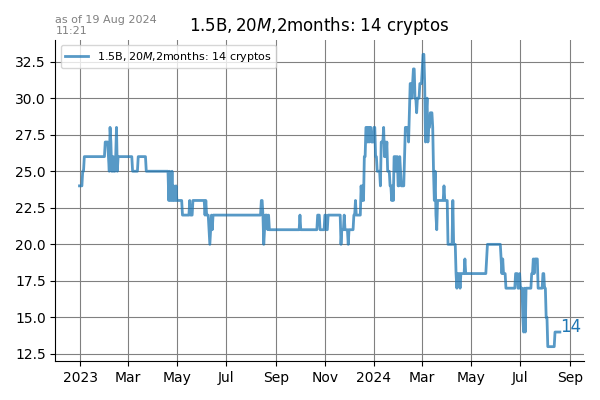 as of 19 Aug 2024
11:21
1.5B, 20M,2months: 14 cryptos
1.5B, 20M,2months: 14 cryptos
32.5
30.0
27.5
25.0
22.5
20.0
17.5
15.0
12.5
14
2023 Mar May Jul Sep Nov 2024 Mar May Jul Sep